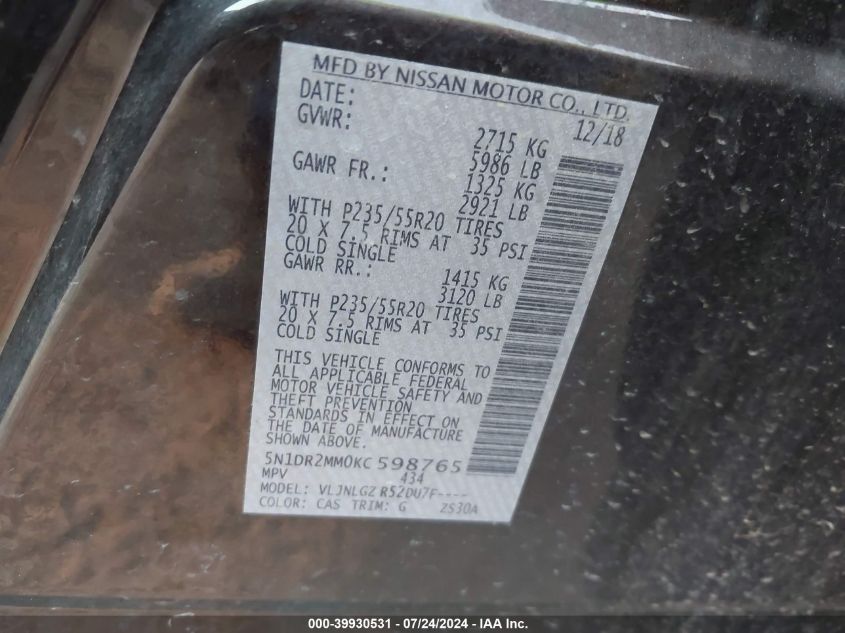 MFD BY NISSAN MOTOR CO., LTD.
DATE: 12/18
GVWR: 2715 KG
5986 LB
GAWR FR.: 1325 KG
2921 LB
WITH P235/55R20 TIRES
20 X 7.5 RIMS AT 35 PSI
COLD SINGLE
GAWR RR.: 1415 KG
3120 LB
WITH P235/55R20 TIRES
20 X 7.5 RIMS AT 35 PSI
COLD SINGLE
THIS VEHICLE CONFORMS TO
ALL APPLICABLE FEDERAL
MOTOR VEHICLE SAFETY AND
THEFT PREVENTION
STANDARDS IN EFFECT ON
THE DATE OF MANUFACTURE
SHOWN ABOVE.
5N1DR2MM0KC 598765
MPV 434
MODEL: VLJNLGZ R52DU7F----
COLOR: CAS TRIM: G ZS30A
000-39930531 - 07/24/2024 - IAA Inc.